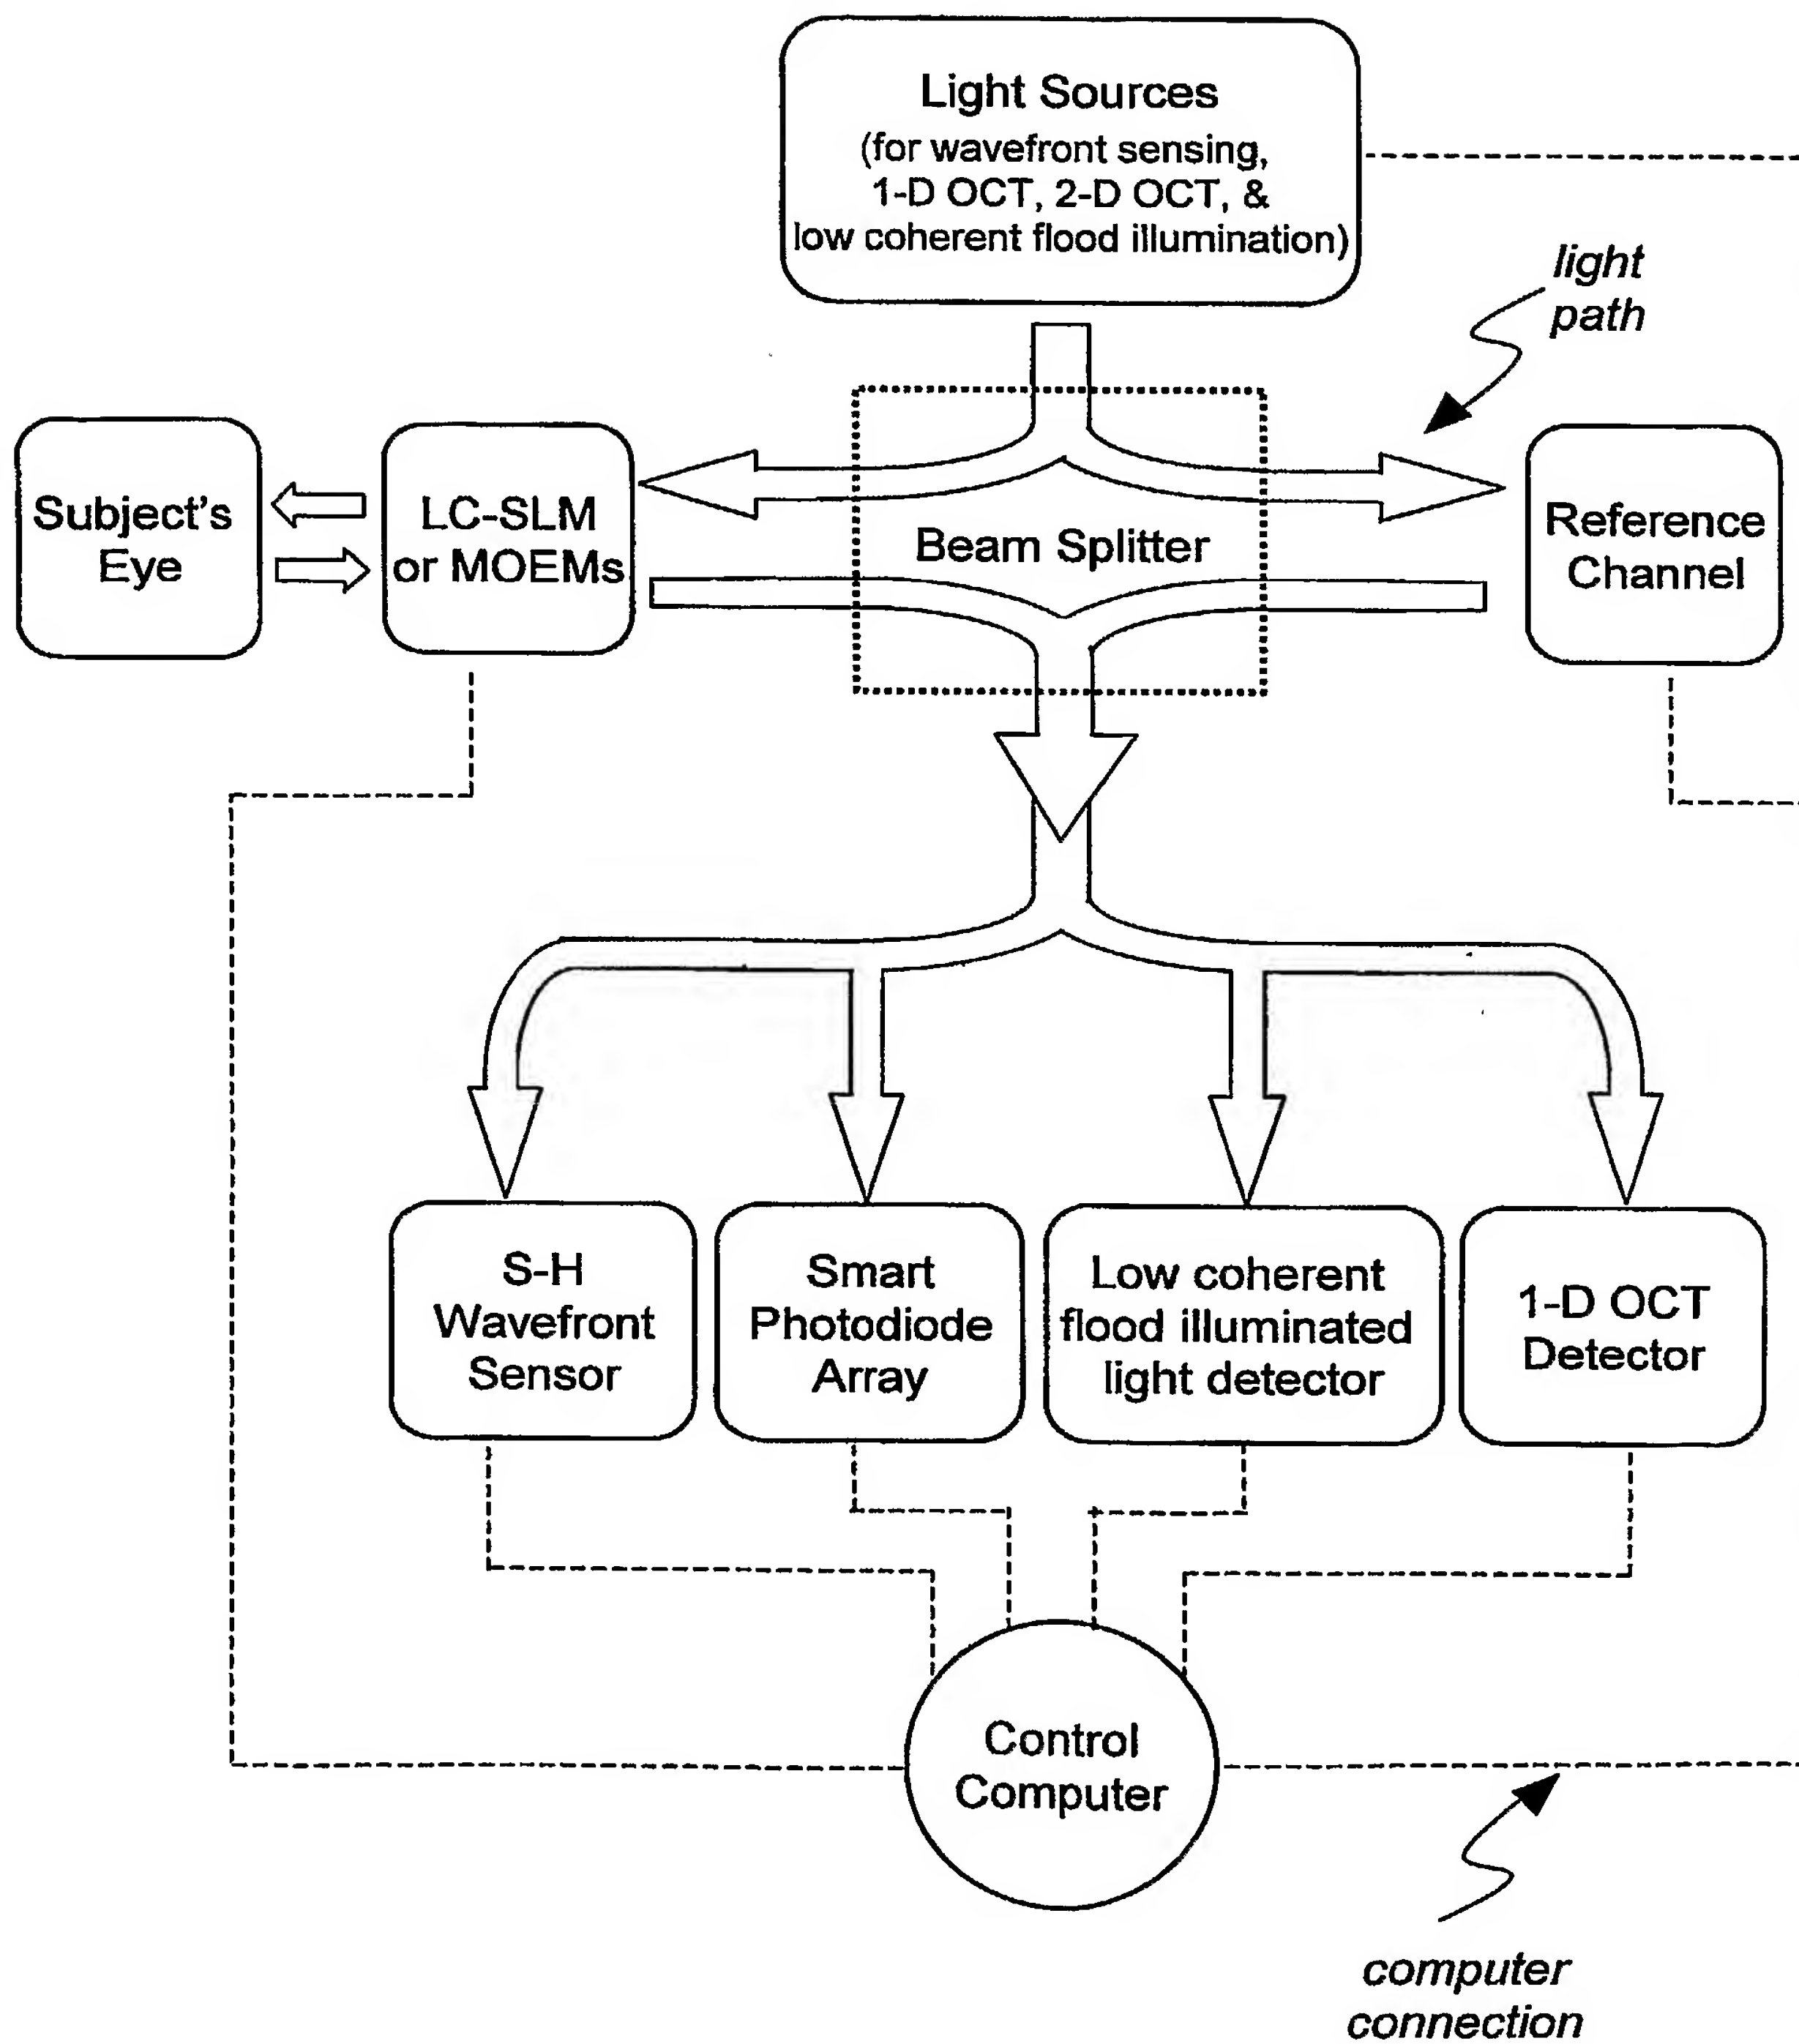 Light Sources
(for wavefront sensing,
1-D OCT, 2-D OCT, &
low coherent flood illumination)
light
path
Subject's
Eye
LC-SLM
or MOEMs
Beam Splitter
Reference
Channel
S-H
Wavefront
Sensor
Smart
Photodiode
Array
Low coherent
flood illuminated
light detector
1-D OCT
Detector
Control
Computer
computer
connection